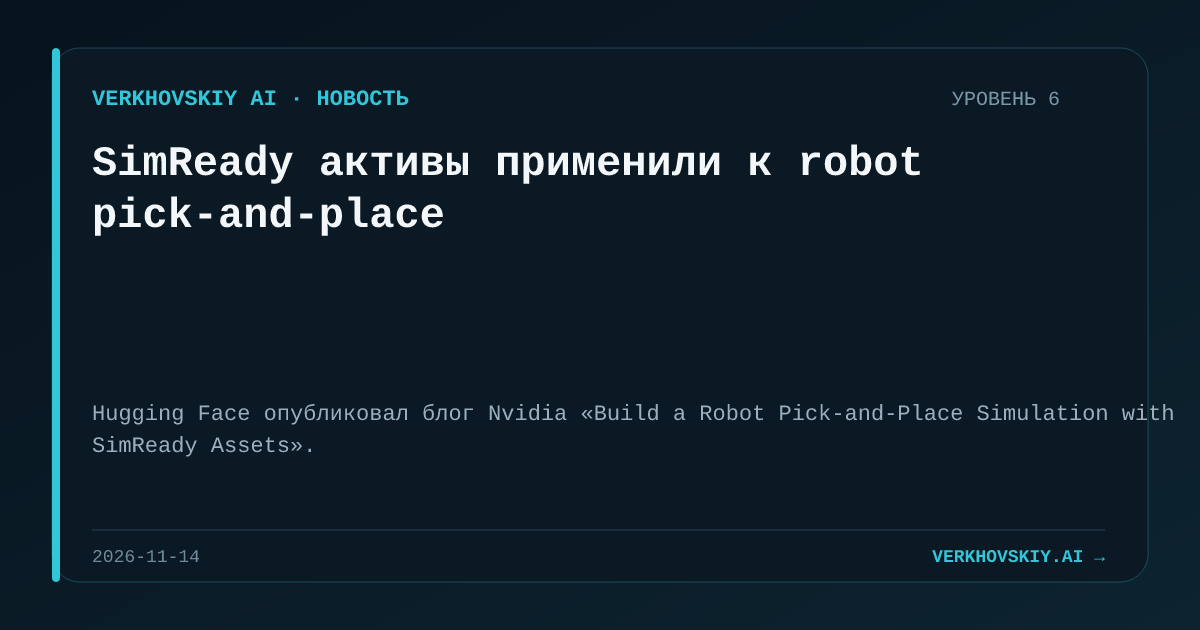 VERKHOVSKIY AI · НОВОСТЬ
УРОВЕНЬ 6
SimReady активы применили к robot
pick-and-place
Hugging Face опубликовал блог Nvidia «Build a Robot Pick-and-Place Simulation with
SimReady Assets».
2026-11-14
VERKHOVSKIY.AI →